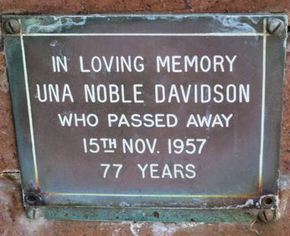 IN LOVING MEMORY
UNA NOBLE DAVIDSON
WHO PASSED AWAY
15TH NOV. 1957
77 YEARS